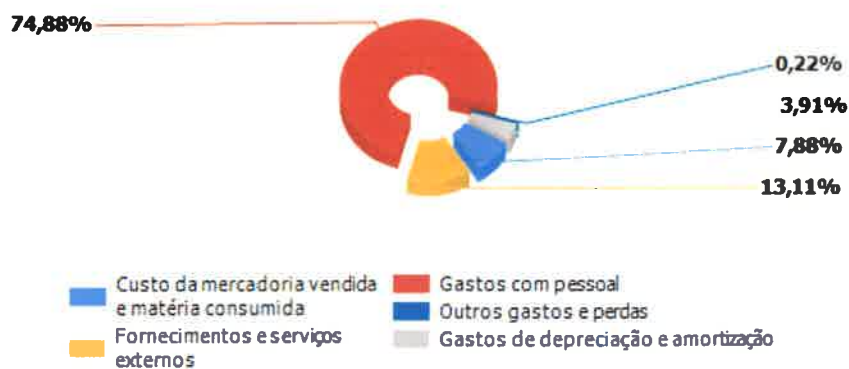 74,88%
0,22%
3,91%
7,88%
13,11%
Custo da mercadoria vendida
e matéria consumida
Fornecimentos e serviços
externos
Gastos com pessoal
Outros gastos e perdas
Gastos de depreciação e amortização